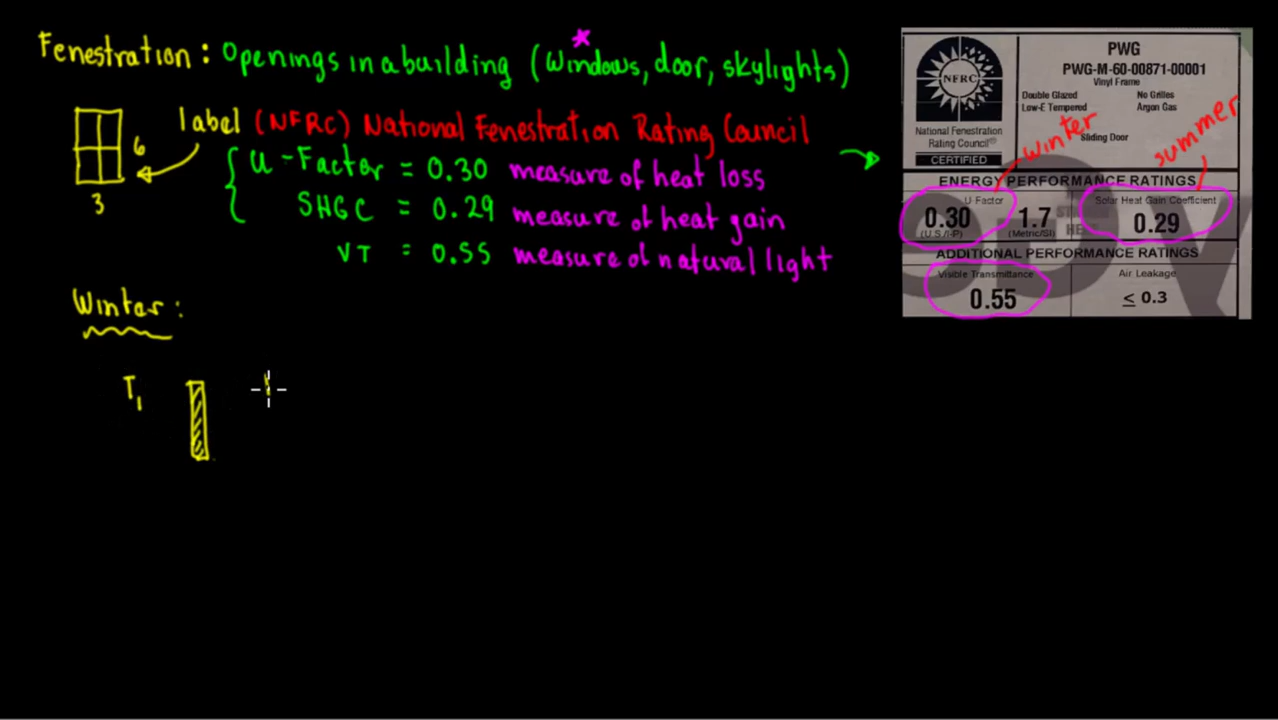 Fenestration: Openings in a building (windows, door, skylights)
label (NFRC) National Fenestration Rating Council
6
3
U-Factor = 0.30 measure of heat loss
SHGC = 0.29 measure of heat gain
VT = 0.55 measure of natural light
Winter:
T1
NFRC
National Fenestration
Rating Council
CERTIFIED
PWG
PWG-M-60-00871-00001
Vinyl Frame
Double Glazed No Grilles
Low-E Tempered Argon Gas
Sliding Door
winter
summer
ENERGY PERFORMANCE RATINGS
U Factor Solar Heat Gain Coefficient
0.30 1.7 0.29
(U.S./I-P) (Metric/SI)
ADDITIONAL PERFORMANCE RATINGS
Visible Transmittance Air Leakage
0.55 ≤ 0.3